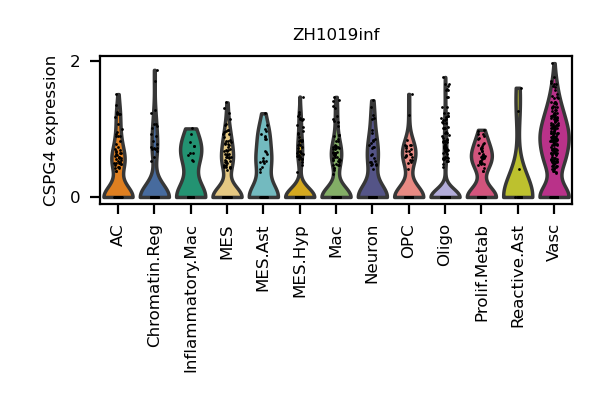 ZH1019inf
CSPG4 expression
2
0
AC
Chromatin.Reg
Inflammatory.Mac
MES
MES.Ast
MES.Hyp
Mac
Neuron
OPC
Oligo
Prolif.Metab
Reactive.Ast
Vasc